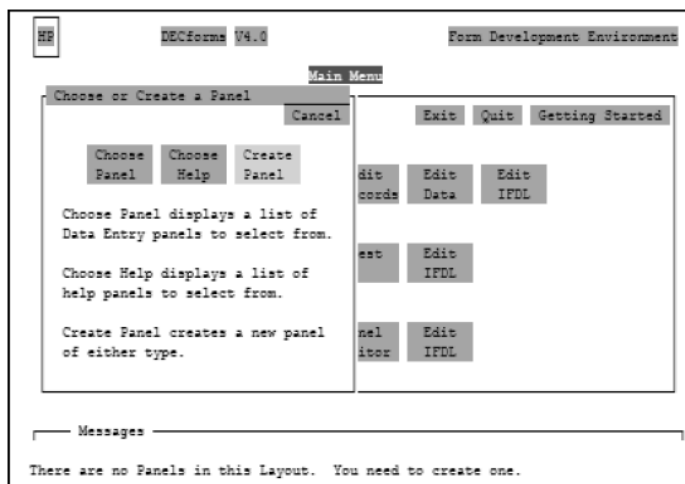 HP DECforms V4.0 Form Development Environment
Main Menu
Choose or Create a Panel
Cancel Exit Quit Getting Started
Choose Choose Create
Panel Help Panel
dit Edit Edit
cords Data IFDL
Choose Panel displays a list of
Data Entry panels to select from.
est Edit
IFDL
Choose Help displays a list of
help panels to select from.
Create Panel creates a new panel
of either type.
nel Edit
itor IFDL
Messages
There are no Panels in this Layout. You need to create one.